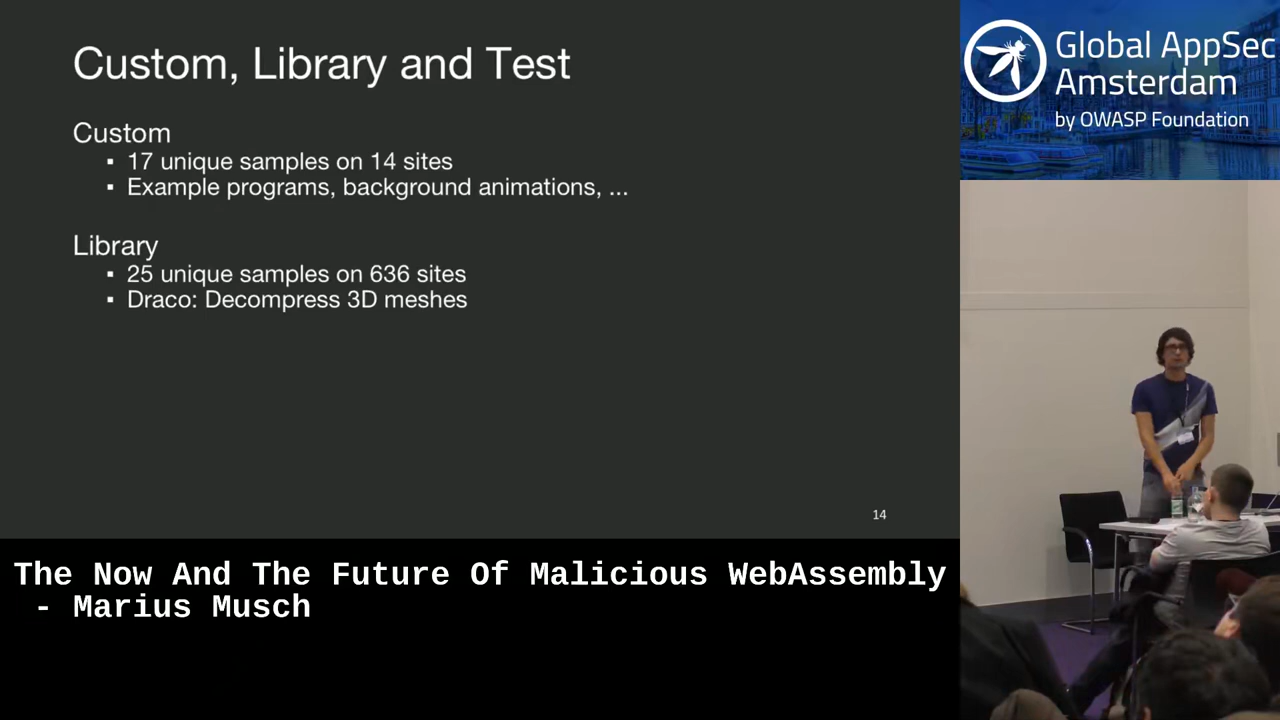 Custom, Library and Test
Custom
▪ 17 unique samples on 14 sites
▪ Example programs, background animations, ...
Library
▪ 25 unique samples on 636 sites
▪ Draco: Decompress 3D meshes
14
Global AppSec
Amsterdam
by OWASP Foundation
The Now And The Future Of Malicious WebAssembly
- Marius Musch